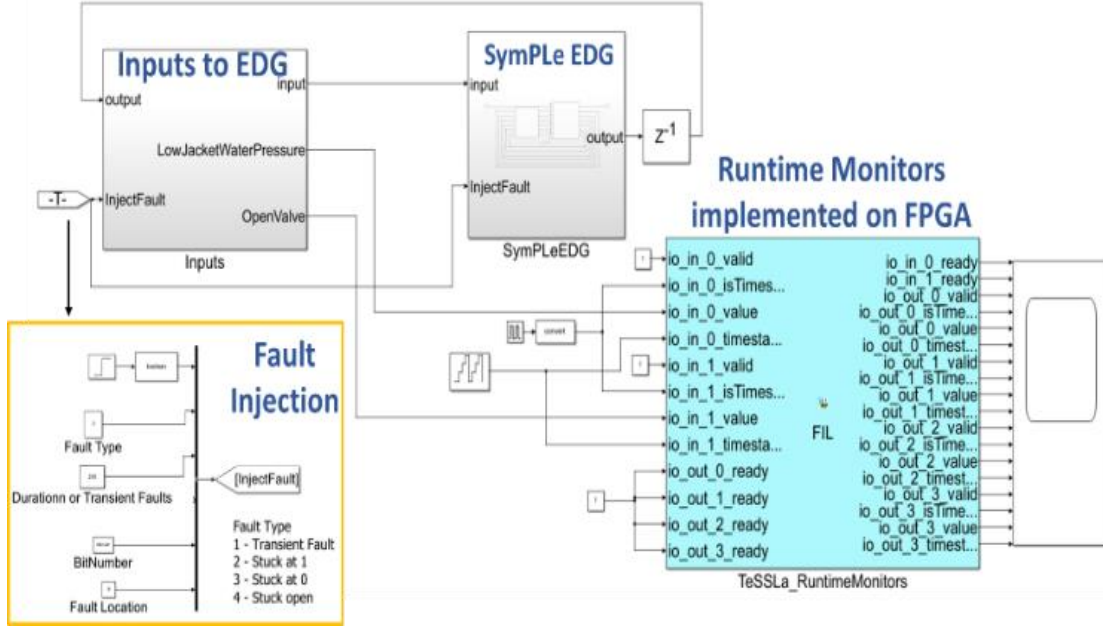 Inputs to EDG
output
input
LowJacketWaterPressure
InjectFault
OpenValve
Inputs
-T-
SymPLe EDG
input
output
InjectFault
SymPLeEDG
Z-1
Runtime Monitors
implemented on FPGA
io_in_0_valid
io_in_0_isTimes...
io_in_0_value
io_in_0_timesta...
io_in_1_valid
io_in_1_isTimes...
io_in_1_value
io_in_1_timesta...
io_out_0_ready
io_out_1_ready
io_out_2_ready
io_out_3_ready
FIL
io_in_0_ready
io_in_1_ready
io_out_0_valid
io_out_0_isTime...
io_out_0_value
io_out_0_timest...
io_out_1_valid
io_out_1_isTime...
io_out_1_value
io_out_1_timest...
io_out_2_valid
io_out_2_isTime...
io_out_2_value
io_out_2_timest...
io_out_3_valid
io_out_3_isTime...
io_out_3_value
io_out_3_timest...
TeSSLa_RuntimeMonitors
convert
Fault
Injection
boolean
Fault Type
Durationn or Transient Faults
BitNumber
Fault Location
[InjectFault]
Fault Type
1 - Transient Fault
2 - Stuck at 1
3 - Stuck at 0
4 - Stuck open